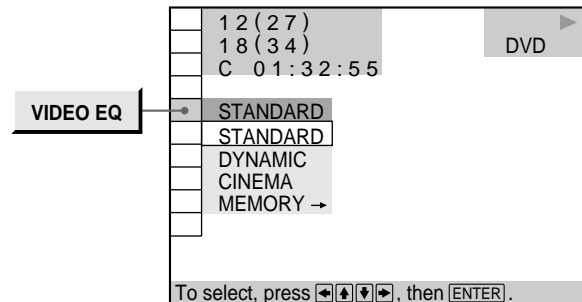 12(27)
18(34) DVD
C 01:32:55
VIDEO EQ STANDARD
STANDARD
DYNAMIC
CINEMA
MEMORY →
To select, press ←↑↓→, then ENTER.